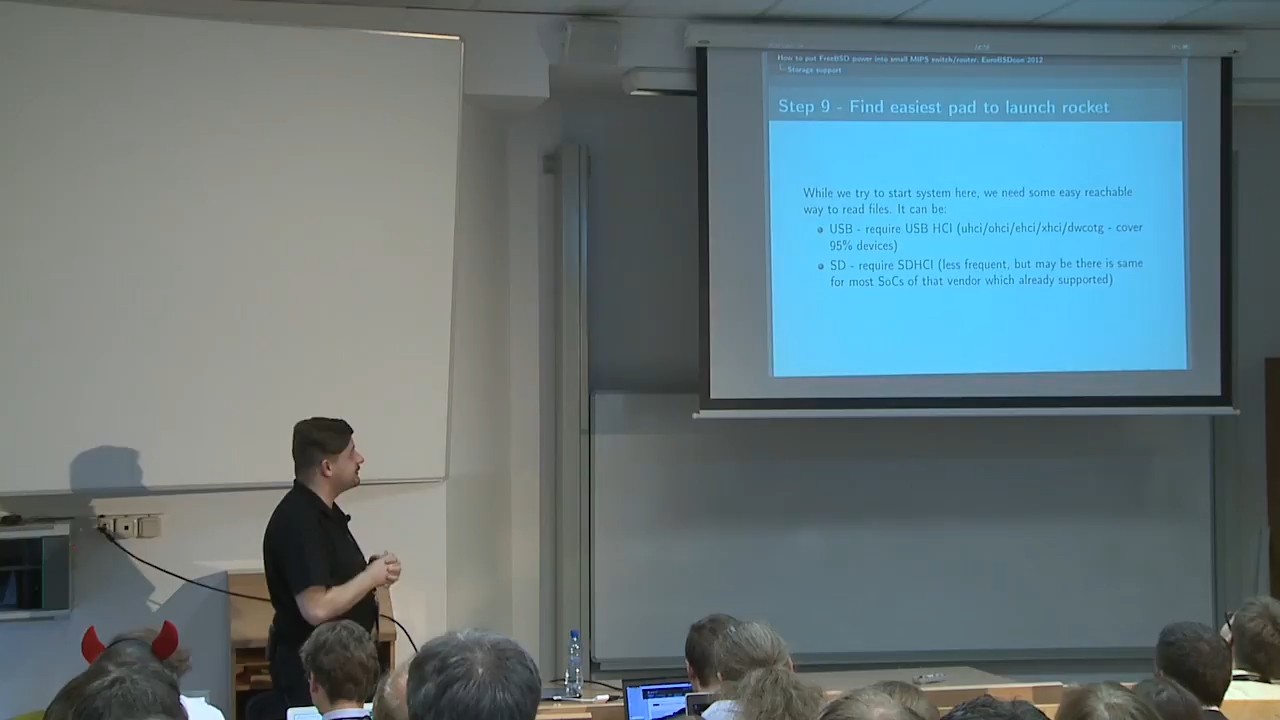 How to put FreeBSD power into small MIPS switch/router. EuroBSDcon 2012
Storage support
Step 9 - Find easiest pad to launch rocket
While we try to start system here, we need some easy reachable
way to read files. It can be:
USB - require USB HCI (uhci/ohci/ehci/xhci/dwcotg - cover
95% devices)
SD - require SDHCI (less frequent, but may be there is same
for most SoCs of that vendor which already supported)